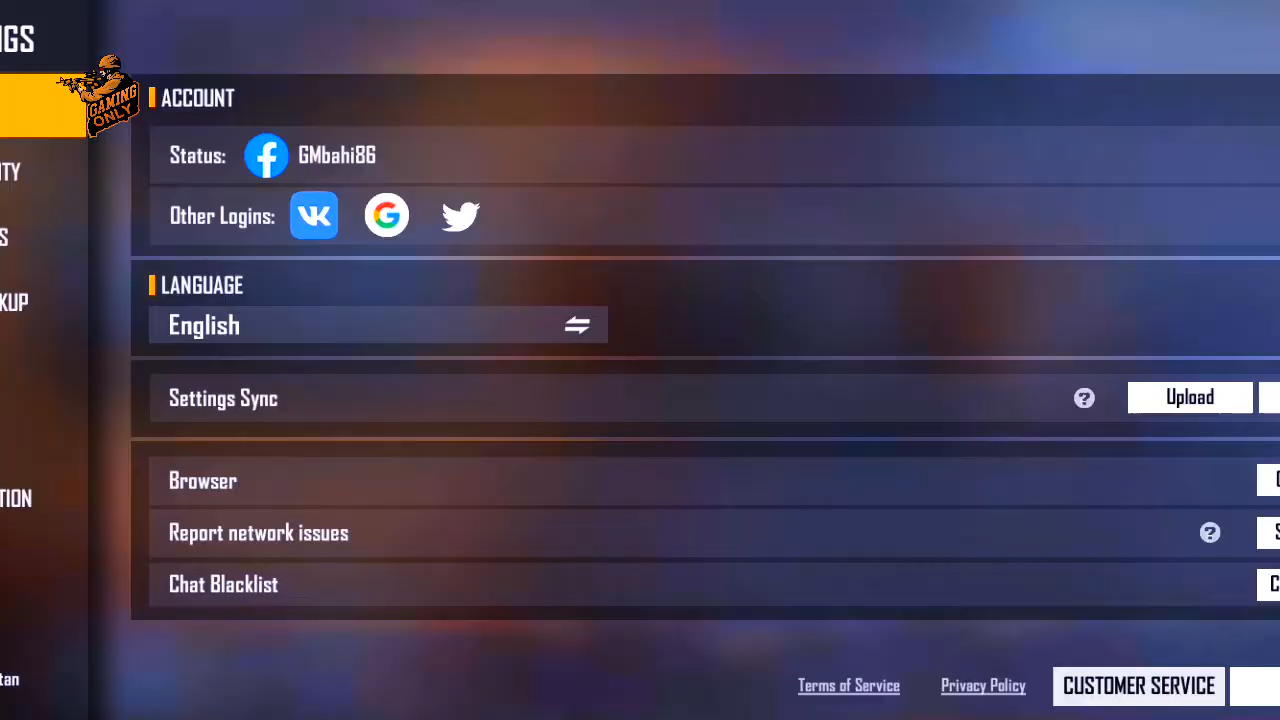 NGS
GAMING
ONLY
ACCOUNT
Status: GMbahi86
ITY
Other Logins:
S
LANGUAGE
KUP
English
Settings Sync ? Upload
Browser
TION
Report network issues ?
Chat Blacklist C
tan
Terms of Service Privacy Policy CUSTOMER SERVICE